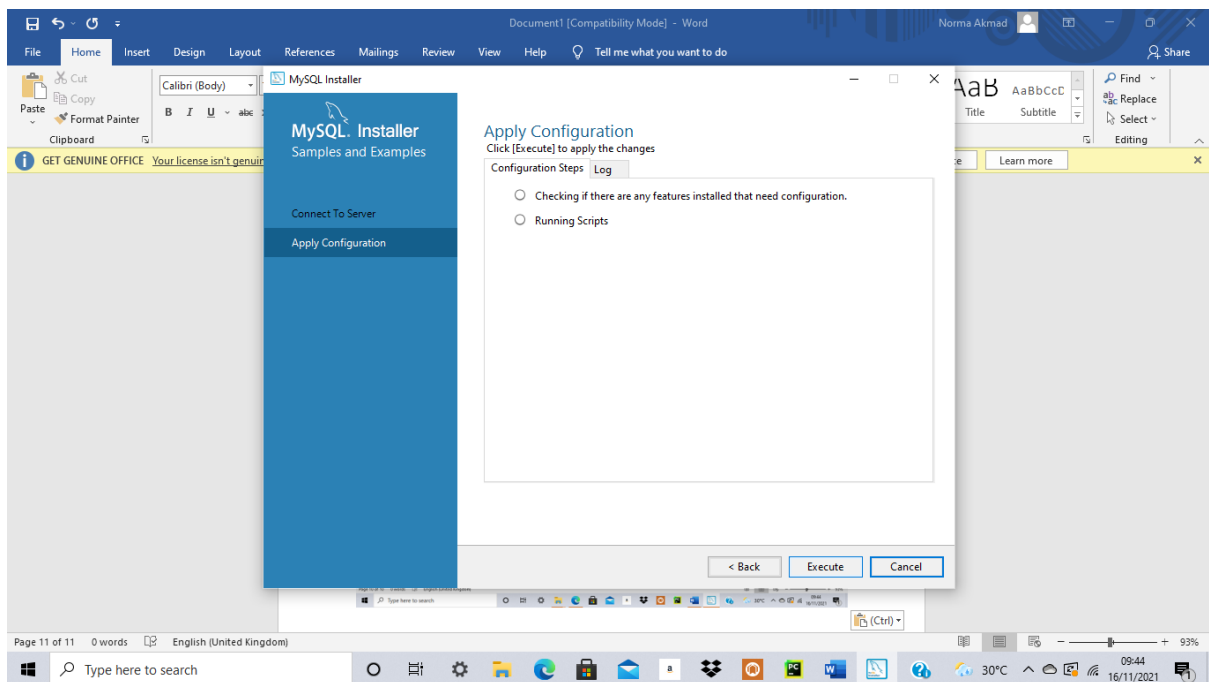 Document1 [Compatibility Mode] - Word
Norma Akmad
File Home Insert Design Layout References Mailings Review View Help Tell me what you want to do
Share
Cut
Copy
Paste
Format Painter
Clipboard
Calibri (Body)
B I U abc
AaB AaBbCcD
Title Subtitle
Find
Replace
Select
Editing
GET GENUINE OFFICE Your license isn't genuin
Learn more
MySQL Installer
MySQL. Installer
Samples and Examples
Connect To Server
Apply Configuration
Apply Configuration
Click [Execute] to apply the changes
Configuration Steps Log
Checking if there are any features installed that need configuration.
Running Scripts
< Back Execute Cancel
Type here to search
(Ctrl)
Page 11 of 11 0 words English (United Kingdom)
93%
Type here to search
30°C
09:44
16/11/2021